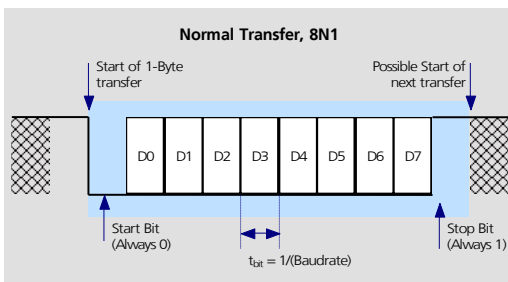 Normal Transfer, 8N1
Start of 1-Byte
transfer
Possible Start of
next transfer
D0 D1 D2 D3 D4 D5 D6 D7
Start Bit
(Always 0)
Stop Bit
(Always 1)
tbit = 1/(Baudrate)